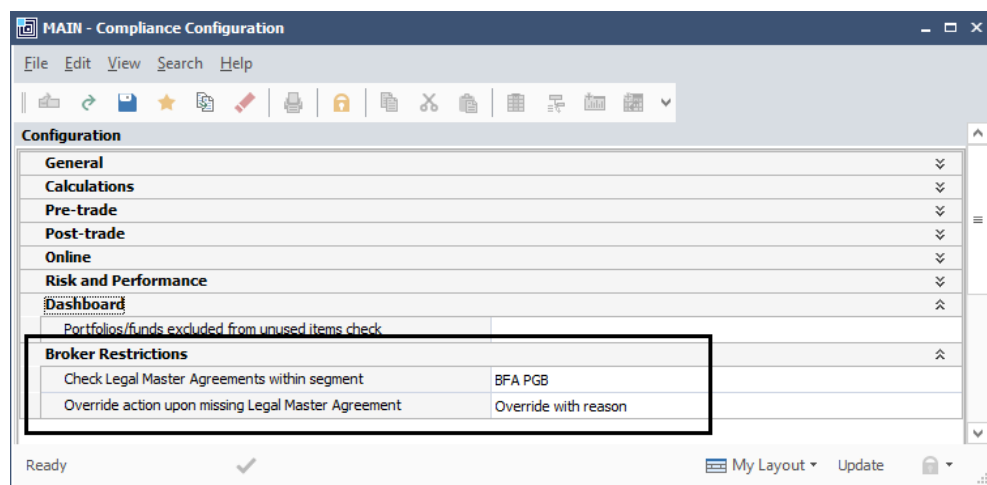 MAIN - Compliance Configuration
File Edit View Search Help
Configuration
General
Calculations
Pre-trade
Post-trade
Online
Risk and Performance
Dashboard
Portfolios/funds excluded from unused items check
Broker Restrictions
Check Legal Master Agreements within segment BFA PGB
Override action upon missing Legal Master Agreement Override with reason
Ready My Layout Update